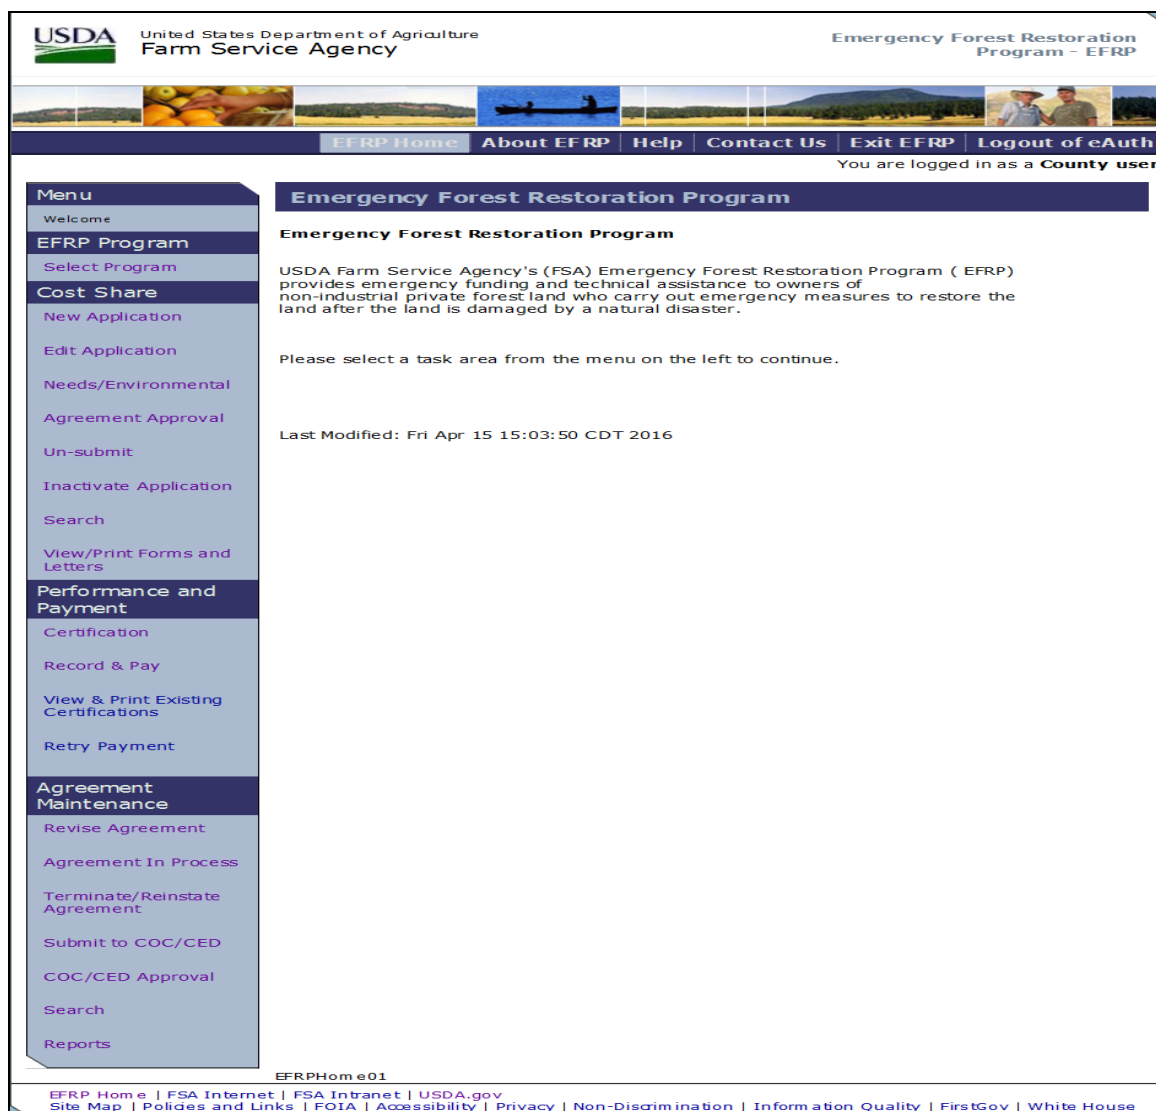 USDA
United States Department of Agriculture
Farm Service Agency
Emergency Forest Restoration
Program - EFRP
EFRP Home About EFRP Help Contact Us Exit EFRP Logout of eAuth
You are logged in as a County user
Menu
Welcome
EFRP Program
Select Program
Cost Share
New Application
Edit Application
Needs/Environmental
Agreement Approval
Un-submit
Inactivate Application
Search
View/Print Forms and
Letters
Performance and
Payment
Certification
Record & Pay
View & Print Existing
Certifications
Retry Payment
Agreement
Maintenance
Revise Agreement
Agreement In Process
Terminate/Reinstate
Agreement
Submit to COC/CED
COC/CED Approval
Search
Reports
Emergency Forest Restoration Program
Emergency Forest Restoration Program
USDA Farm Service Agency's (FSA) Emergency Forest Restoration Program ( EFRP)
provides emergency funding and technical assistance to owners of
non-industrial private forest land who carry out emergency measures to restore the
land after the land is damaged by a natural disaster.
Please select a task area from the menu on the left to continue.
Last Modified: Fri Apr 15 15:03:50 CDT 2016
EFRPHome01
EFRP Home | FSA Internet | FSA Intranet | USDA.gov
Site Map | Policies and Links | FOIA | Accessibility | Privacy | Non-Discrimination | Information Quality | FirstGov | White House